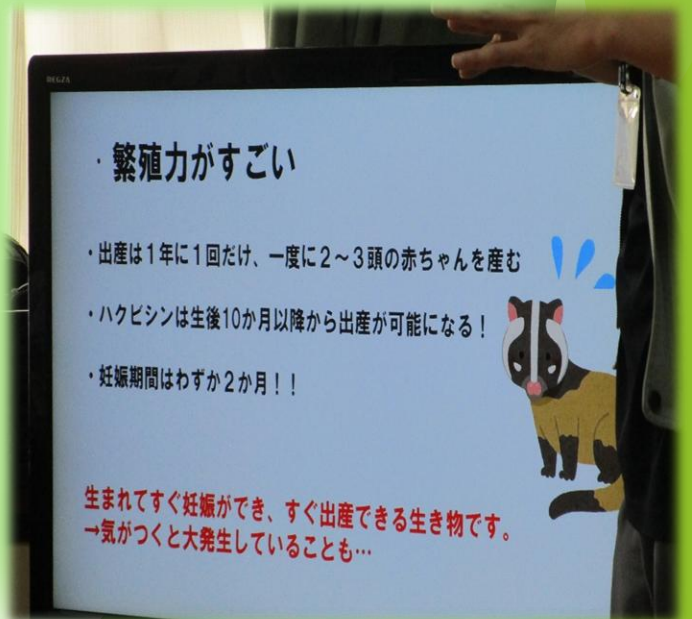 REGZA
・繁殖力がすごい
・出産は1年に1回だけ、一度に2～3頭の赤ちゃんを産む
・ハクビシンは生後10か月以降から出産が可能になる！
・妊娠期間はわずか2か月！！
生まれてすぐ妊娠ができ、すぐ出産できる生き物です。
→気がつくと大発生していることも…